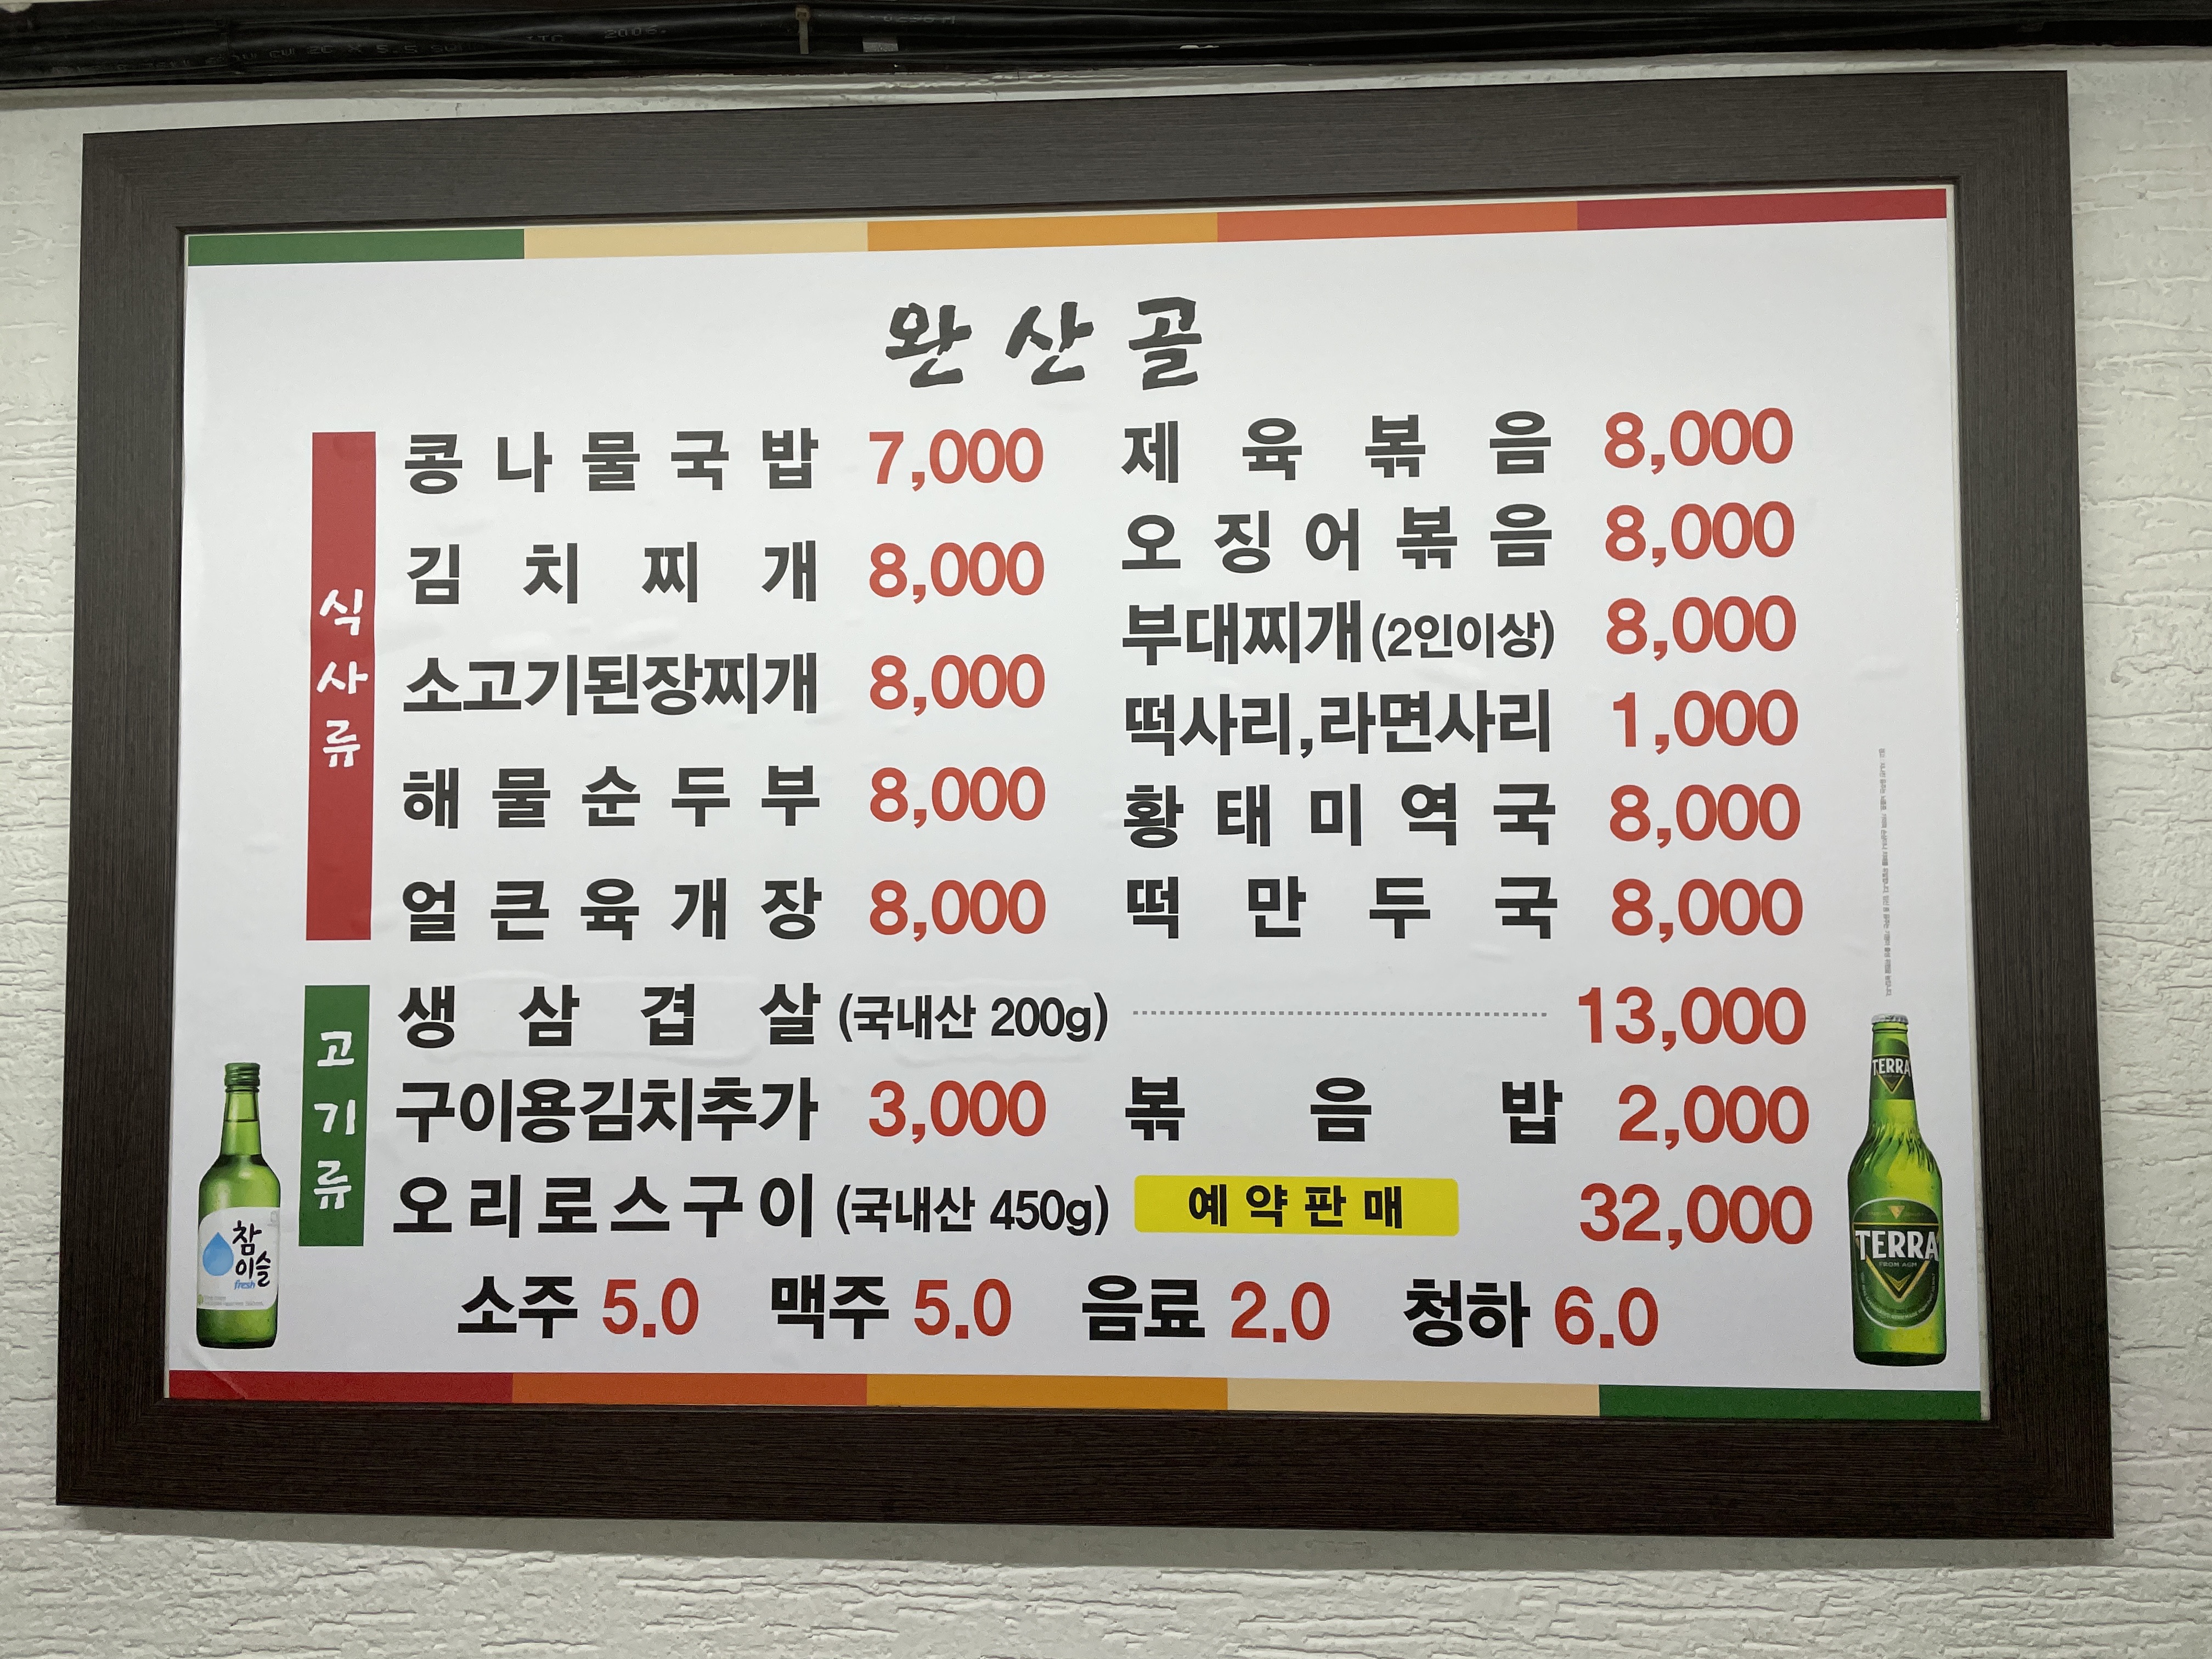 완산골
식사류
콩나물국밥 7,000
김치찌개 8,000
소고기된장찌개 8,000
해물순두부 8,000
얼큰육개장 8,000
제육볶음 8,000
오징어볶음 8,000
부대찌개(2인이상) 8,000
떡사리,라면사리 1,000
황태미역국 8,000
떡만두국 8,000
고기류
생삼겹살(국내산 200g) 13,000
구이용김치추가 3,000 볶음밥 2,000
오리로스구이(국내산 450g) 예약판매 32,000
소주 5.0 맥주 5.0 음료 2.0 청하 6.0
참
이슬
fresh
TERRA
TERRA
FROM AGM